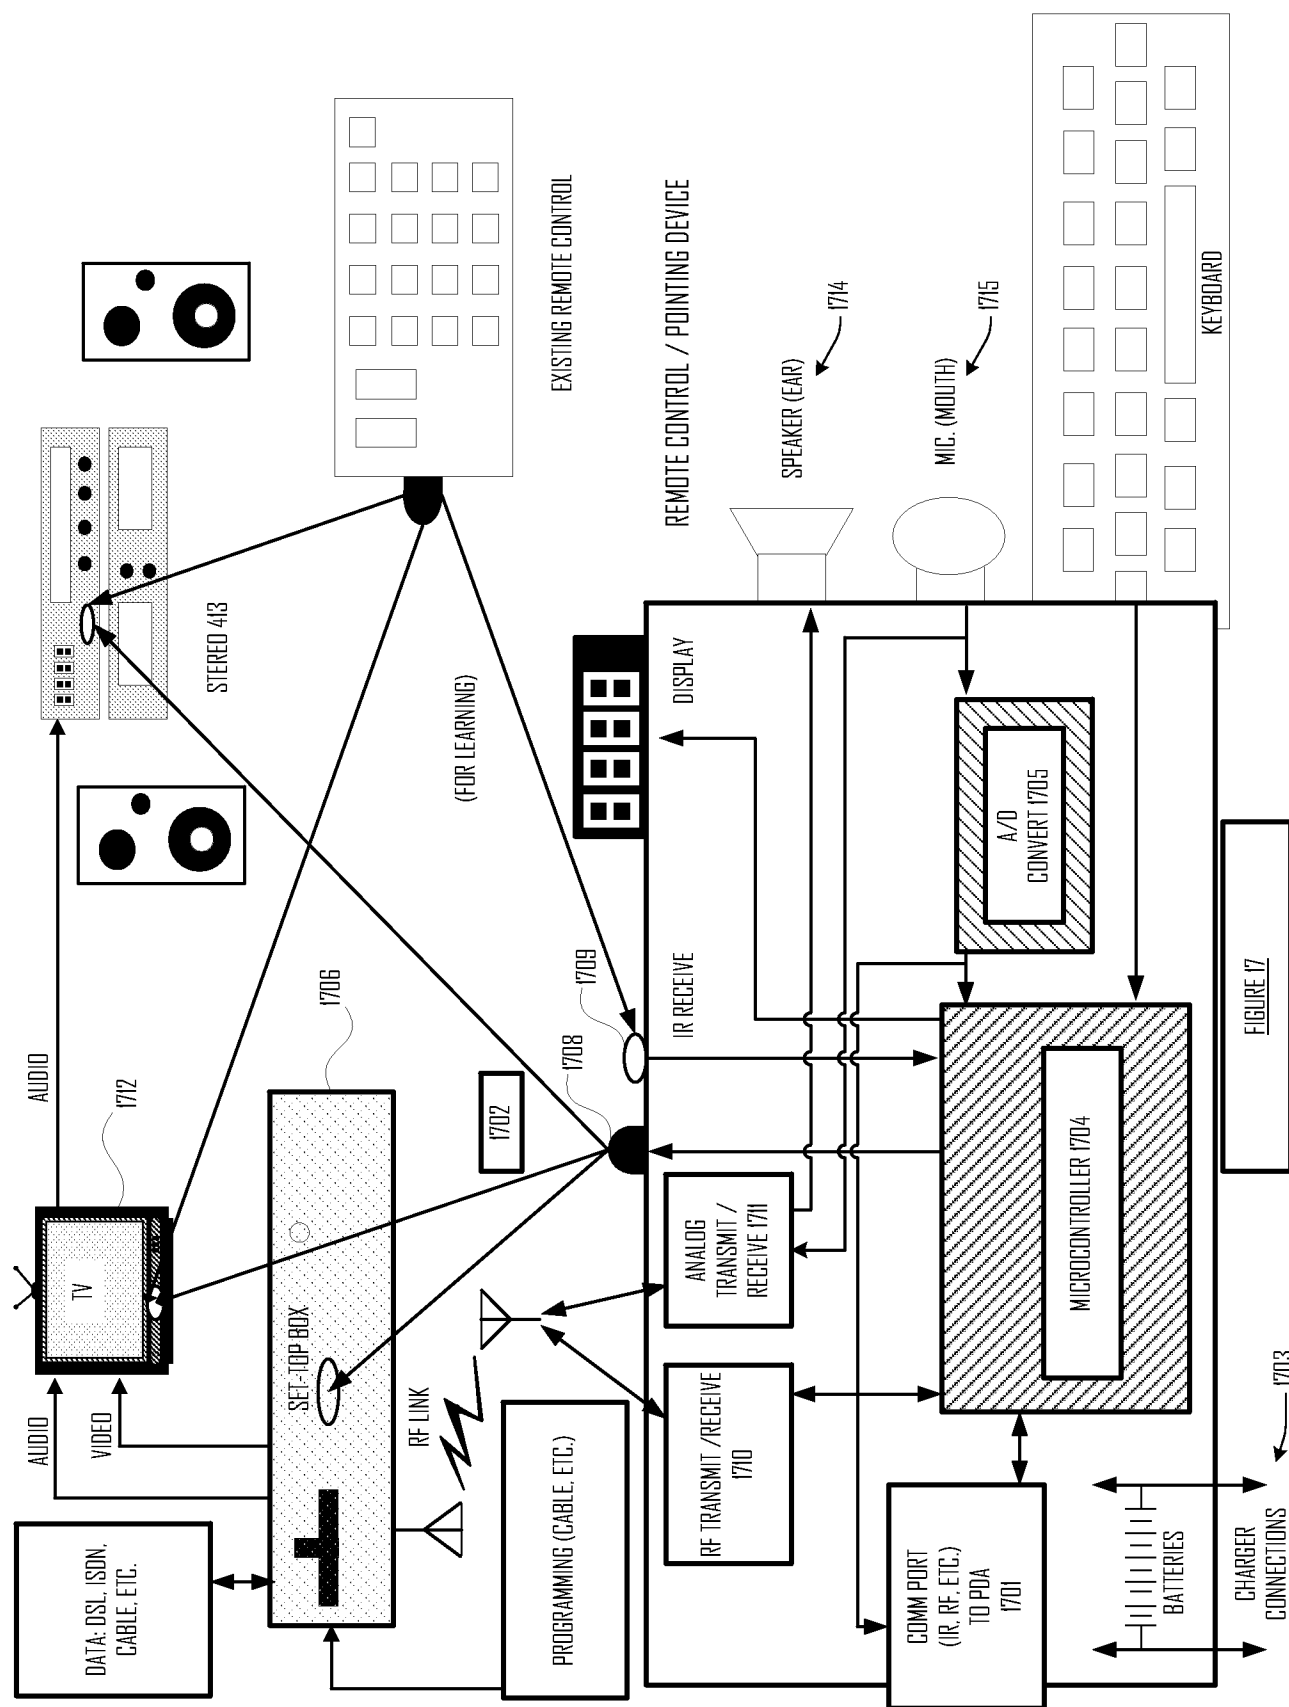 DATA: DSL, ISDN,
CABLE, ETC.
AUDIO
VIDEO
TV
1712
AUDIO
STEREO 413
SET-TOP BOX
1706
RF LINK
PROGRAMMING (CABLE, ETC.)
1702
1708
1709
(FOR LEARNING)
EXISTING REMOTE CONTROL
REMOTE CONTROL / POINTING DEVICE
IR RECEIVE
DISPLAY
RF TRANSMIT /RECEIVE
1710
ANALOG
TRANSMIT /
RECEIVE 1711
SPEAKER (EAR)
1714
MIC. (MOUTH)
1715
COMM PORT
(IR, RF, ETC.)
TO PDA
1701
MICROCONTROLLER 1704
A/D
CONVERT 1705
KEYBOARD
BATTERIES
CHARGER
CONNECTIONS
1703
FIGURE 17